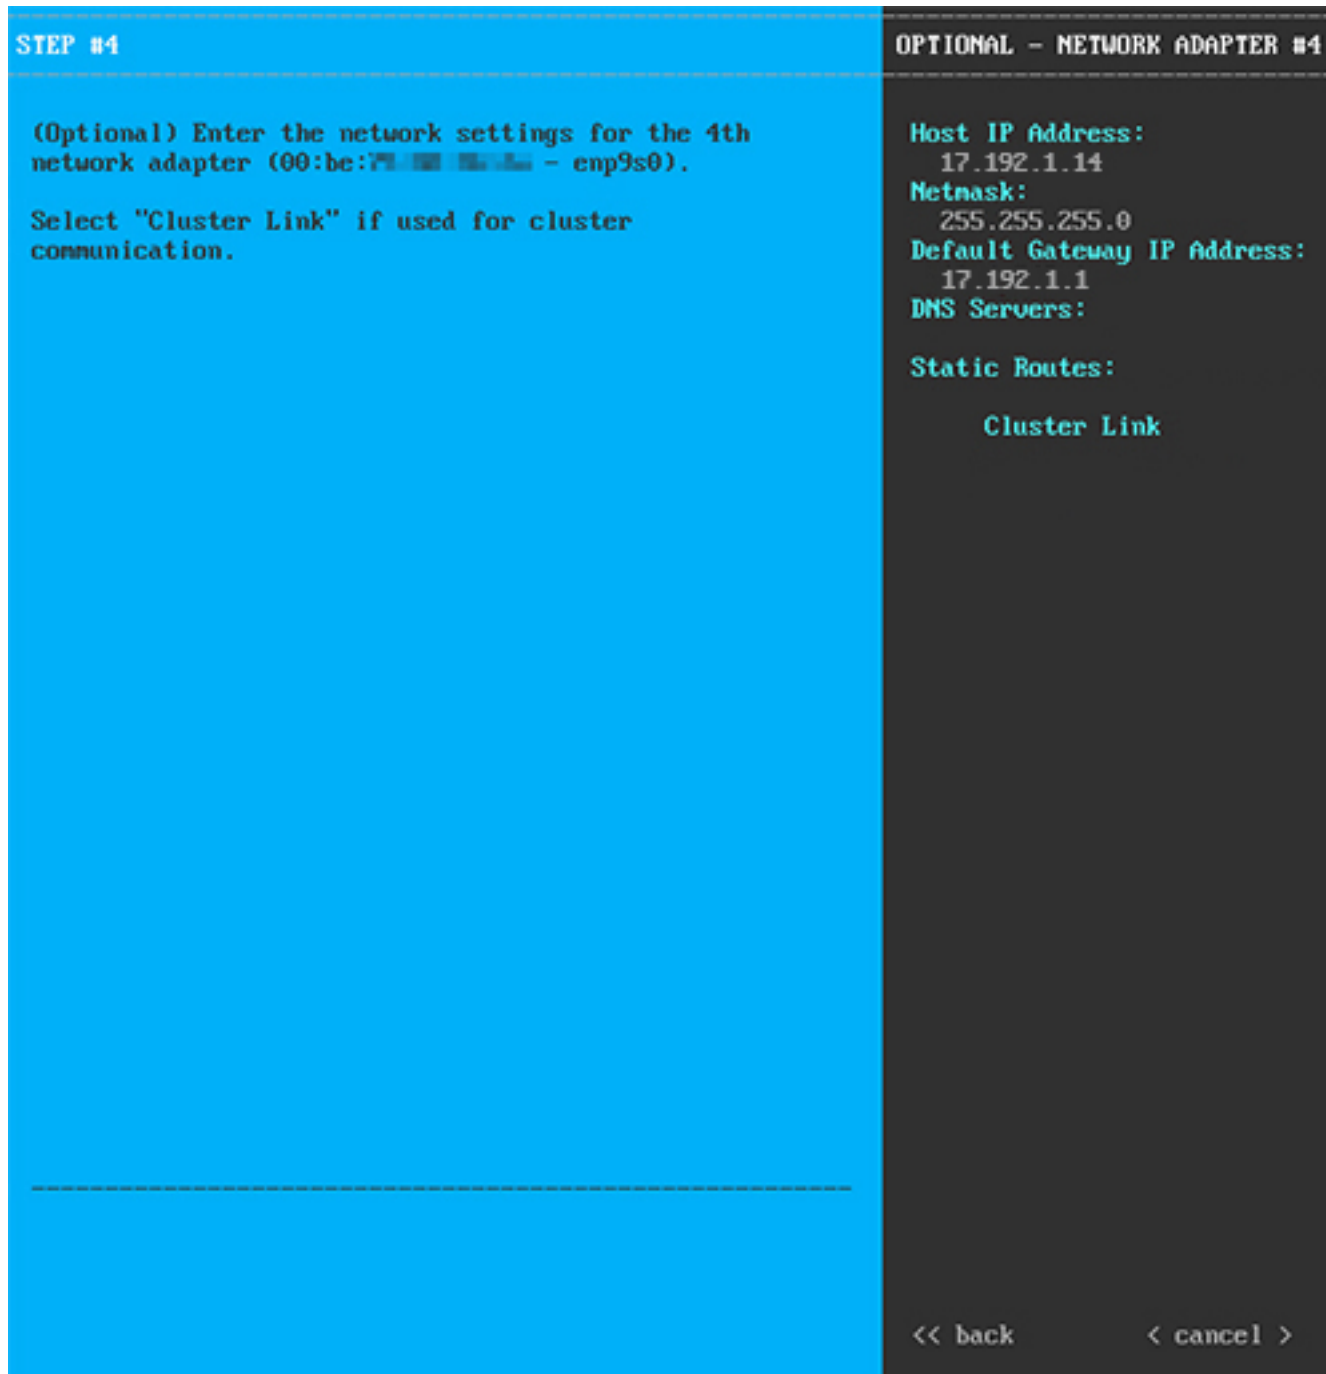 STEP #4
(Optional) Enter the network settings for the 4th
network adapter (00:be: - enp9s0).
Select "Cluster Link" if used for cluster
communication.
OPTIONAL - NETWORK ADAPTER #4
Host IP Address:
17.192.1.14
Netmask:
255.255.255.0
Default Gateway IP Address:
17.192.1.1
DNS Servers:
Static Routes:
Cluster Link
<< back < cancel >